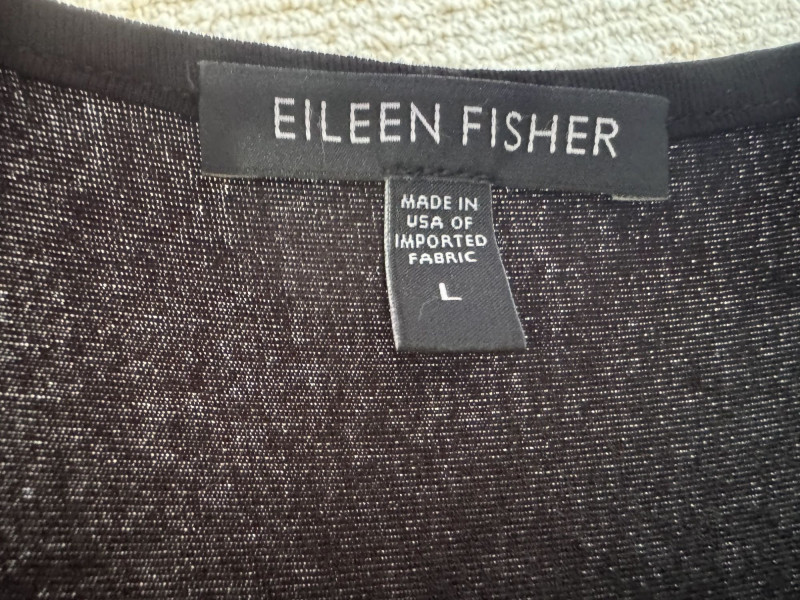 EILEEN FISHER
MADE IN
USA OF
IMPORTED
FABRIC
L